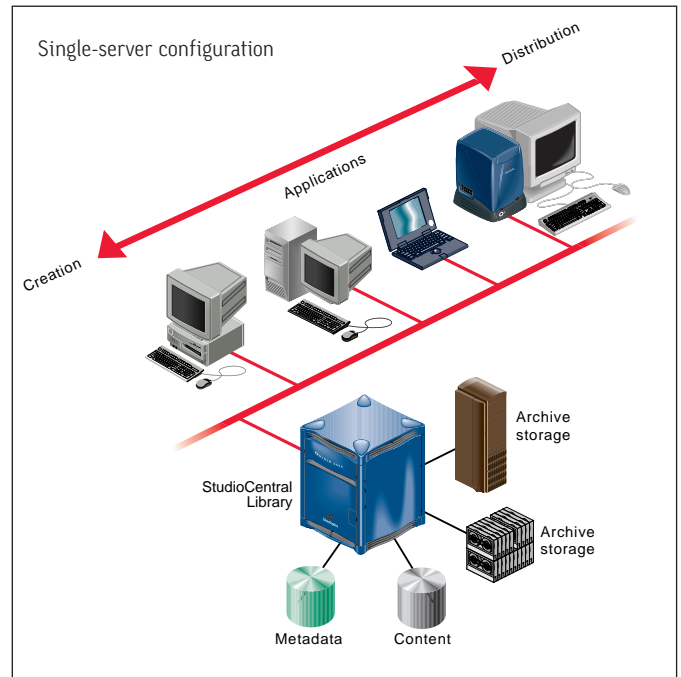 Single-server configuration
Distribution
Applications
Creation
Archive
storage
StudioCentral
Library
Archive
storage
Metadata
Content